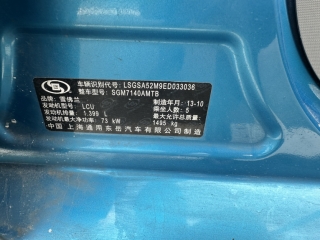 车辆识别代号: LSGSA52M9ED033036
整车型号: SGM7140AMTB
品牌: 雪佛兰 制造年月: 13-10
发动机型号: LCU 乘坐人数: 5
发动机排量: 1.399 L 最大允许总质量:
发动机最大净功率: 73 kW 1495 kg
中国 上海通用东岳汽车有限公司制造